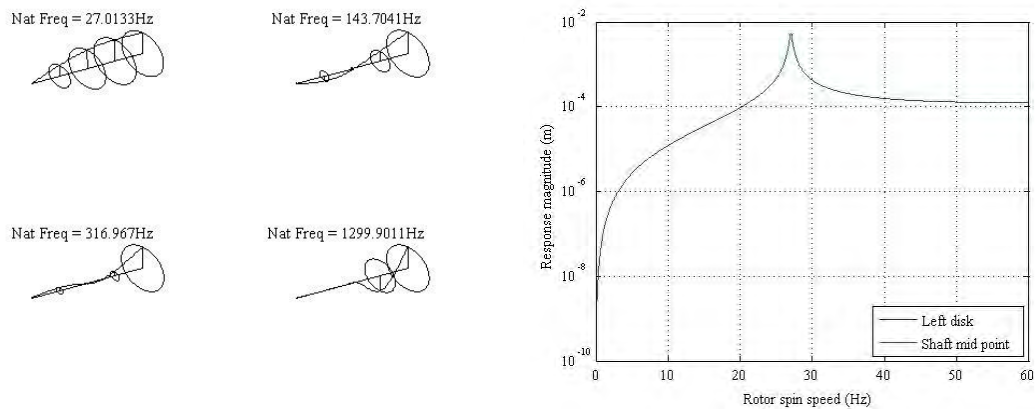 Nat Freq = 27.0133Hz
Nat Freq = 143.7041Hz
Nat Freq = 316.967Hz
Nat Freq = 1299.9011Hz
Response magnitude (m)
10^-2
10^-4
10^-6
10^-8
10^-10
0
10
20
30
40
50
60
Rotor spin speed (Hz)
Left disk
Shaft mid point